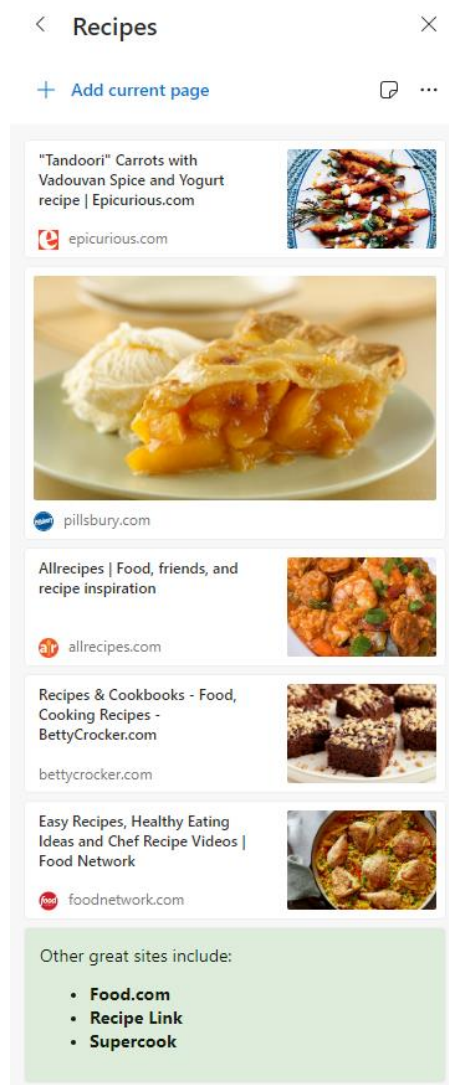 Recipes
Add current page
"Tandoori" Carrots with
Vadouvan Spice and Yogurt
recipe | Epicurious.com
e epicurious.com
Pillsbury pillsbury.com
Allrecipes | Food, friends, and
recipe inspiration
ar allrecipes.com
Recipes & Cookbooks - Food,
Cooking Recipes -
BettyCrocker.com
bettycrocker.com
Easy Recipes, Healthy Eating
Ideas and Chef Recipe Videos |
Food Network
food foodnetwork.com
Other great sites include:
• Food.com
• Recipe Link
• Supercook